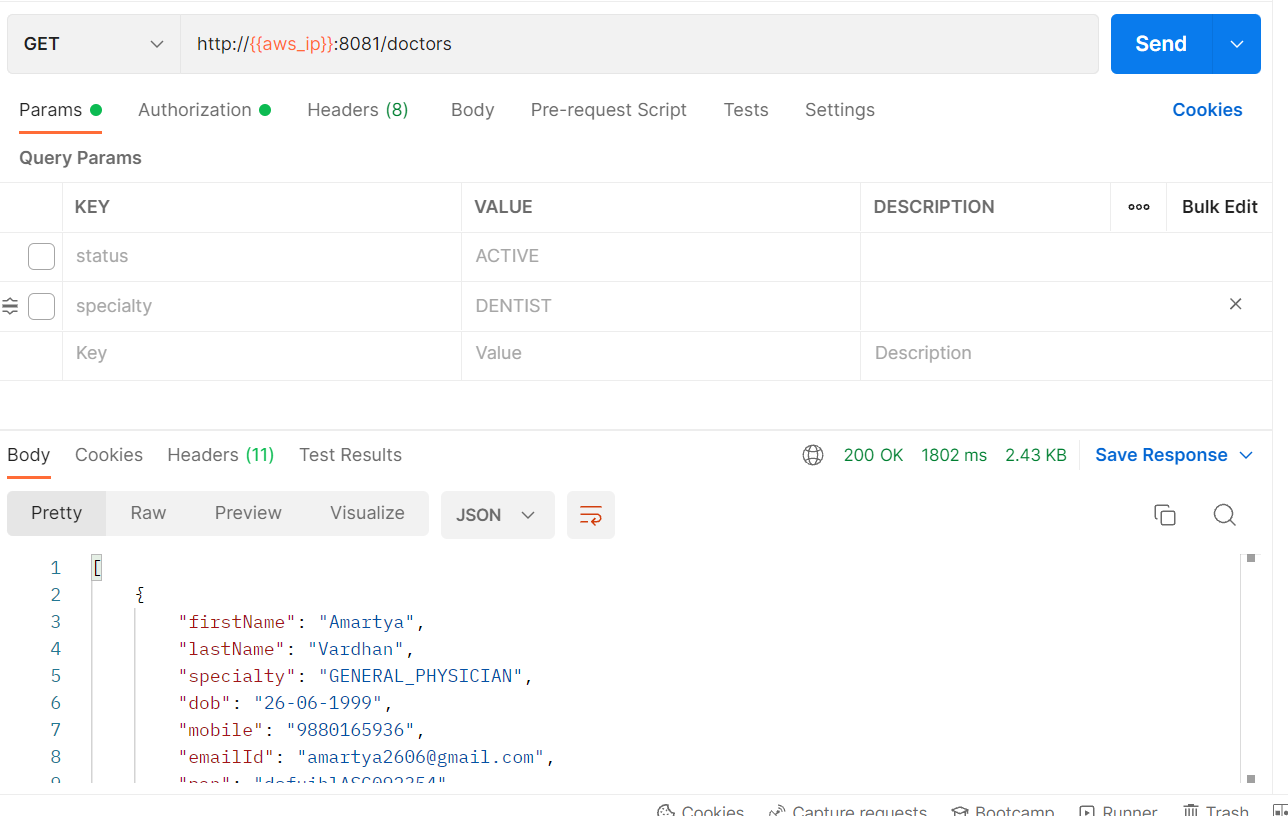 GET http://{{aws_ip}}:8081/doctors Send
Params Authorization Headers (8) Body Pre-request Script Tests Settings Cookies
Query Params
KEY VALUE DESCRIPTION ooo Bulk Edit
status ACTIVE
specialty DENTIST
Key Value Description
Body Cookies Headers (11) Test Results 200 OK 1802 ms 2.43 KB Save Response
Pretty Raw Preview Visualize JSON
1 [
2 {
3 "firstName": "Amartya",
4 "lastName": "Vardhan",
5 "specialty": "GENERAL_PHYSICIAN",
6 "dob": "26-06-1999",
7 "mobile": "9880165936",
8 "emailId": "amartya2606@gmail.com",
9
Cookies Capture requests Bootcamp Runner Trash